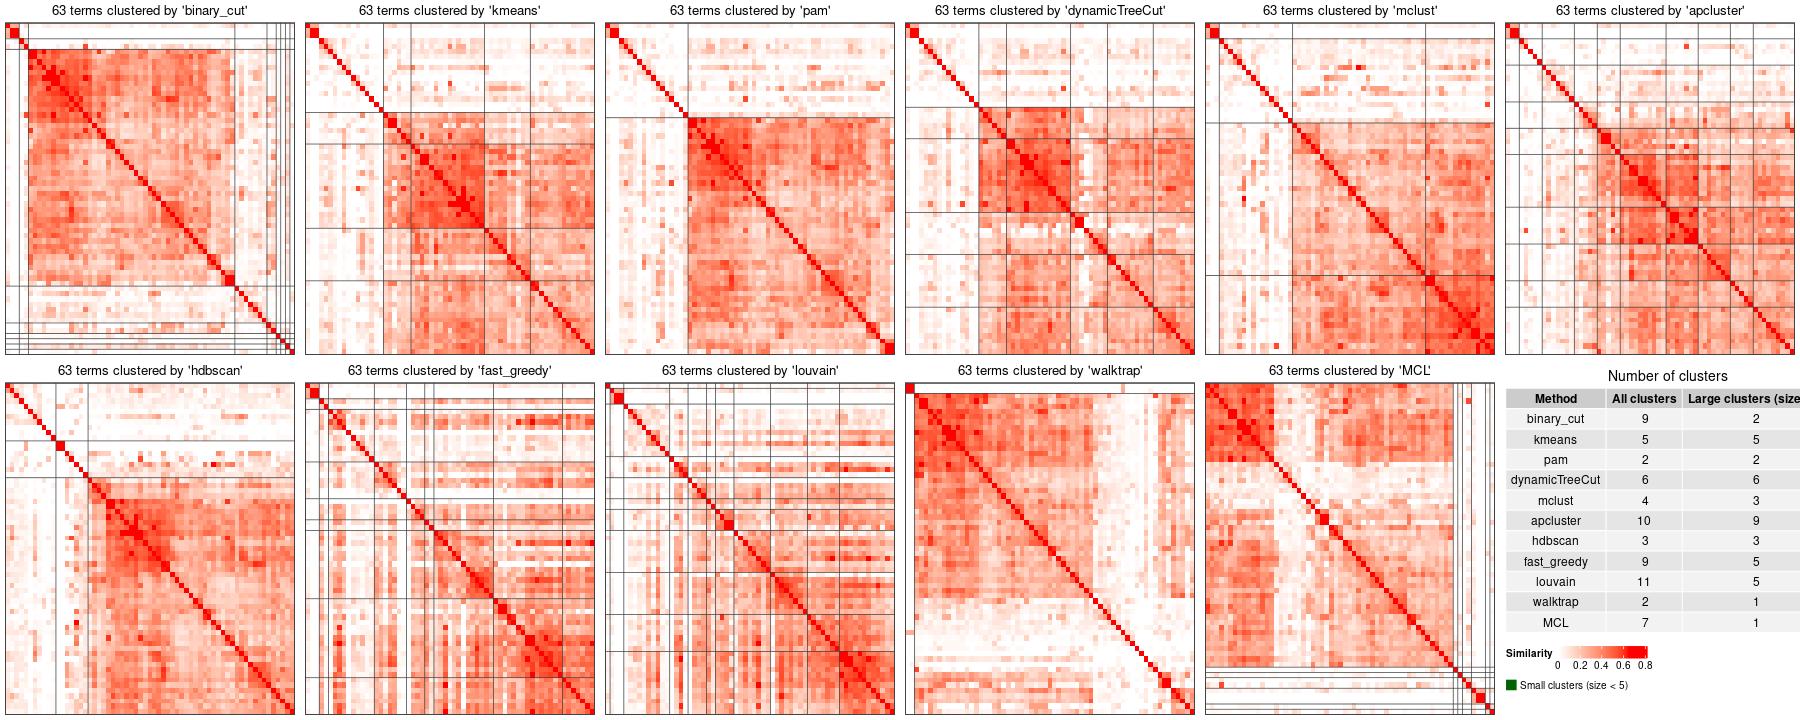 63 terms clustered by 'binary_cut'
63 terms clustered by 'kmeans'
63 terms clustered by 'pam'
63 terms clustered by 'dynamicTreeCut'
63 terms clustered by 'mclust'
63 terms clustered by 'apcluster'
63 terms clustered by 'hdbscan'
63 terms clustered by 'fast_greedy'
63 terms clustered by 'louvain'
63 terms clustered by 'walktrap'
63 terms clustered by 'MCL'
Number of clusters
Method All clusters Large clusters (size
binary_cut 9 2
kmeans 5 5
pam 2 2
dynamicTreeCut 6 6
mclust 4 3
apcluster 10 9
hdbscan 3 3
fast_greedy 9 5
louvain 11 5
walktrap 2 1
MCL 7 1
Similarity
0 0.2 0.4 0.6 0.8
Small clusters (size < 5)